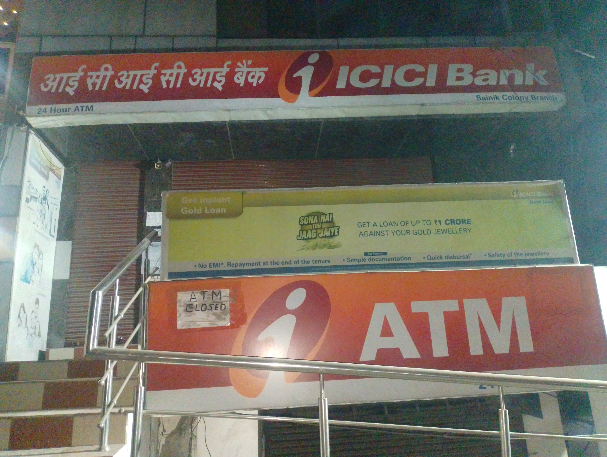 आई सी आई सी आई बैंक ICICI Bank
24 Hour ATM
Sainik Colony Branch
Get instant
Gold Loan
SONA HAI
JAAG JAIYE
GET A LOAN OF UP TO ₹1 CRORE
AGAINST YOUR GOLD JEWELLERY
• No EMI*, Repayment at the end of the tenure • Simple documentation • Quick disbursal* • Safety of the jewellery
ATM
CLOSED
ATM